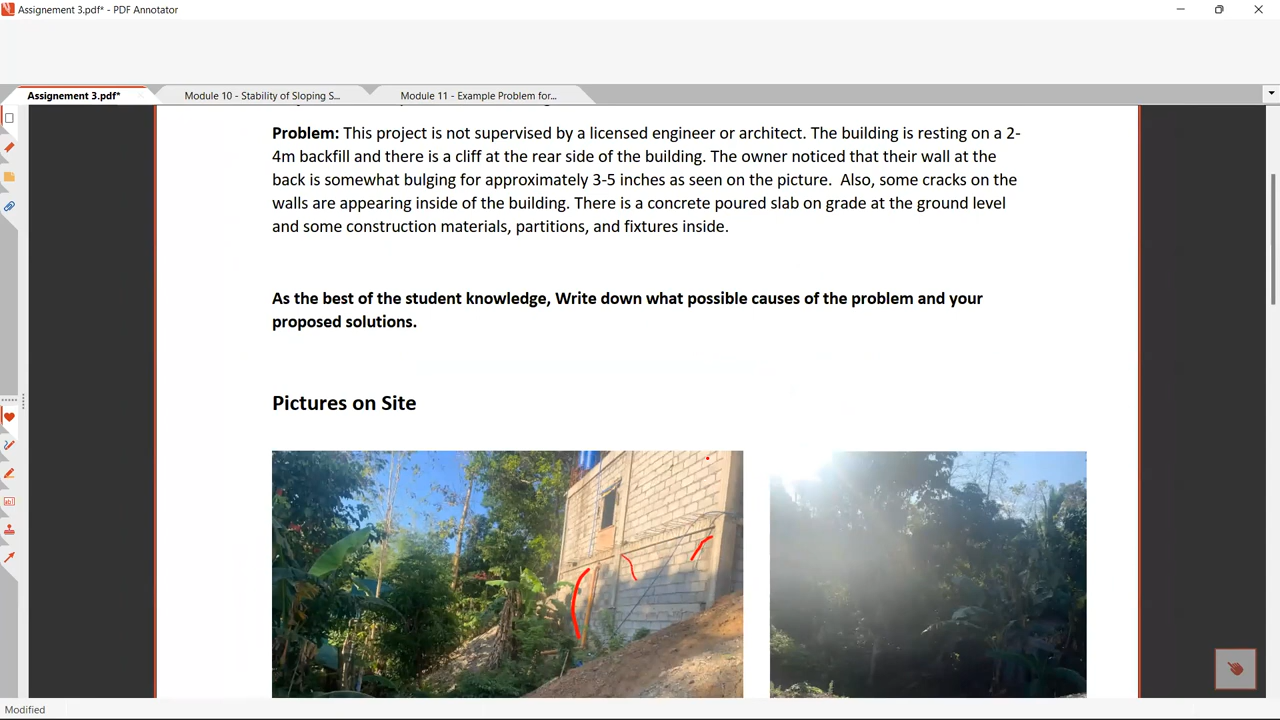 Assignement 3.pdf* - PDF Annotator
Assignement 3.pdf*
Module 10 - Stability of Sloping S...
Module 11 - Example Problem for...
Problem: This project is not supervised by a licensed engineer or architect. The building is resting on a 2-
4m backfill and there is a cliff at the rear side of the building. The owner noticed that their wall at the
back is somewhat bulging for approximately 3-5 inches as seen on the picture. Also, some cracks on the
walls are appearing inside of the building. There is a concrete poured slab on grade at the ground level
and some construction materials, partitions, and fixtures inside.
As the best of the student knowledge, Write down what possible causes of the problem and your
proposed solutions.
Pictures on Site
Modified